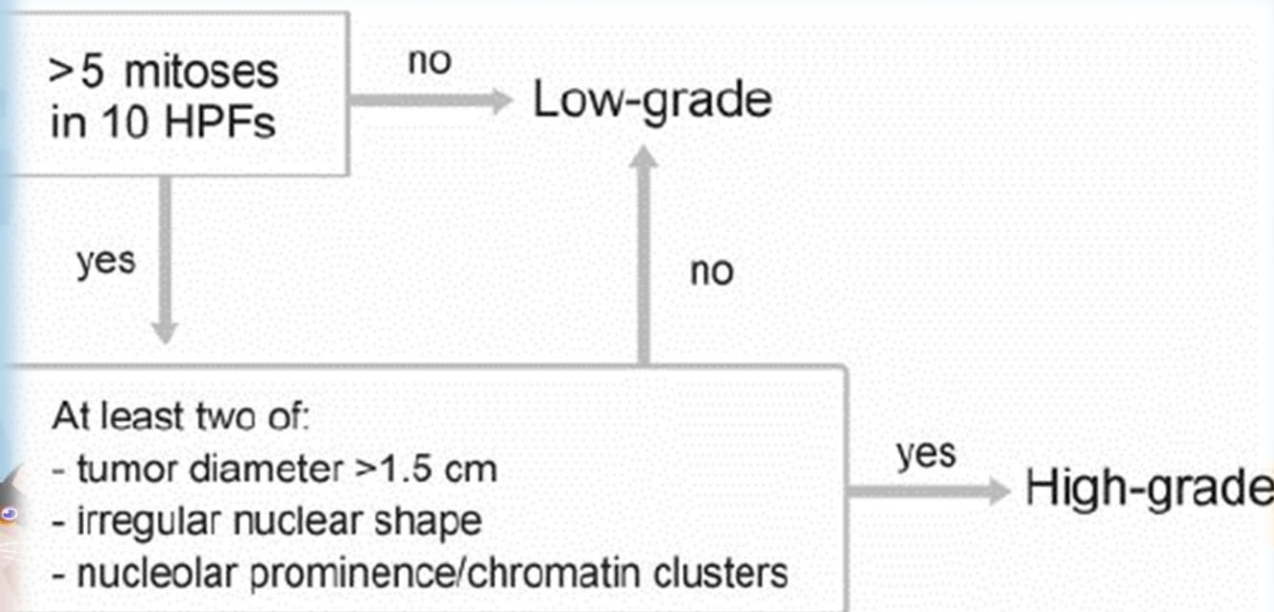 >5 mitoses
in 10 HPFs
no
Low-grade
yes
no
At least two of:
- tumor diameter >1.5 cm
- irregular nuclear shape
- nucleolar prominence/chromatin clusters
yes
High-grade